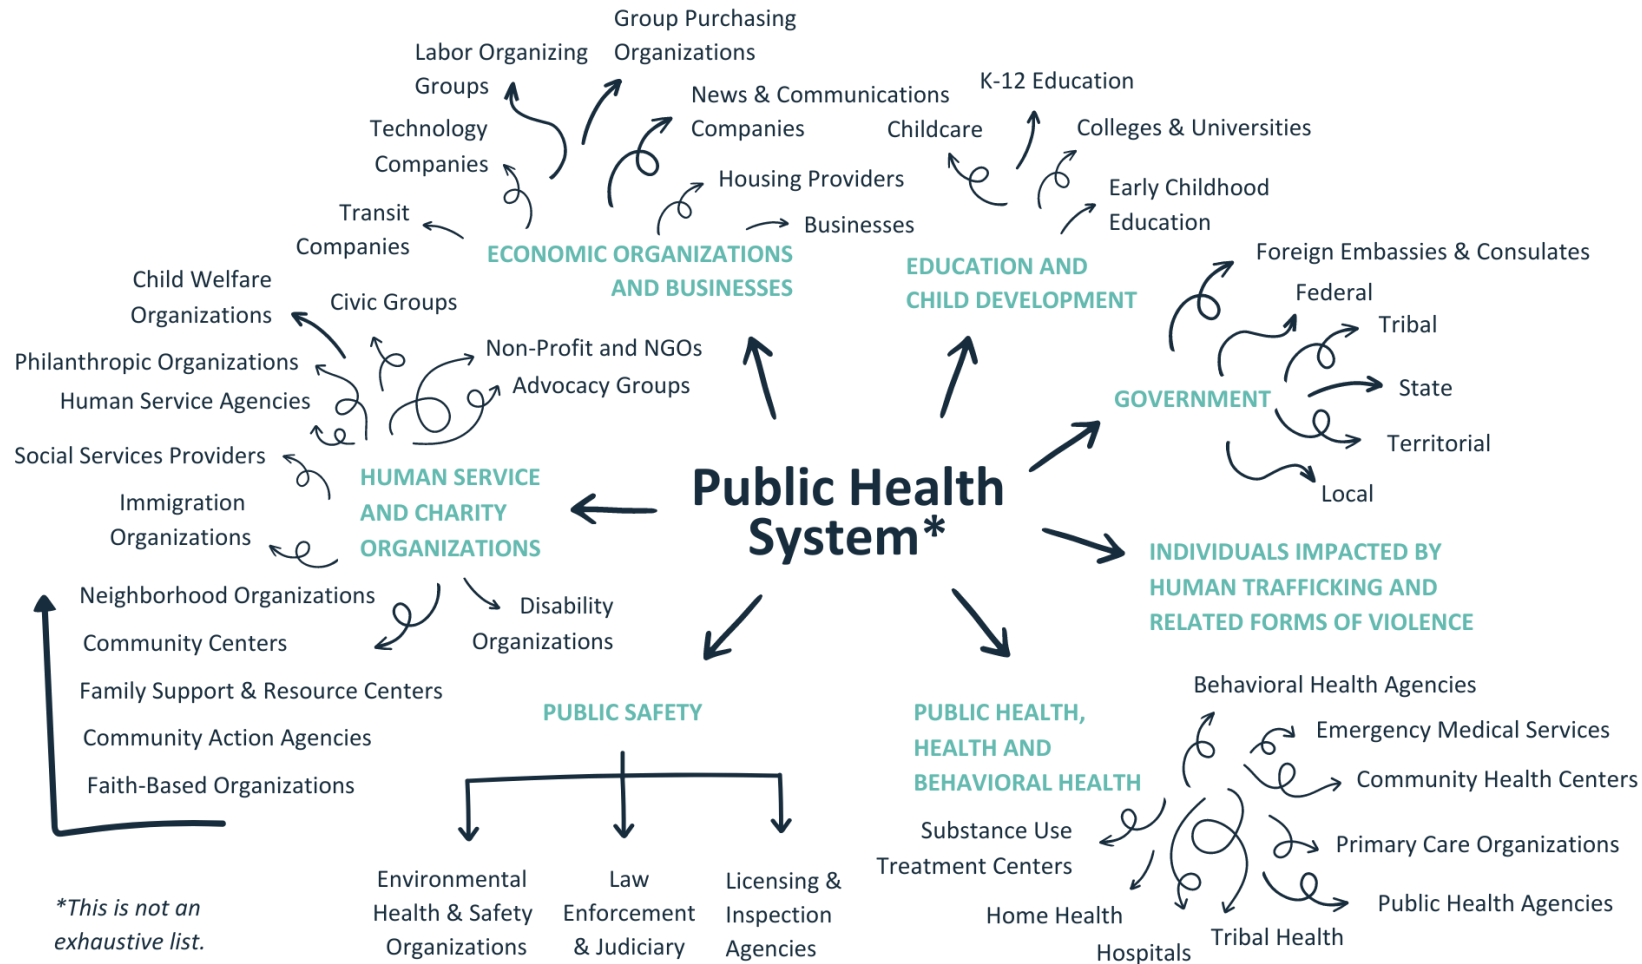 Public Health
System*
ECONOMIC ORGANIZATIONS
AND BUSINESSES
Labor Organizing
Groups
Group Purchasing
Organizations
Technology
Companies
News & Communications
Companies
Transit
Companies
Housing Providers
Businesses
EDUCATION AND
CHILD DEVELOPMENT
Childcare
K-12 Education
Colleges & Universities
Early Childhood
Education
GOVERNMENT
Foreign Embassies & Consulates
Federal
Tribal
State
Territorial
Local
INDIVIDUALS IMPACTED BY
HUMAN TRAFFICKING AND
RELATED FORMS OF VIOLENCE
PUBLIC HEALTH,
HEALTH AND
BEHAVIORAL HEALTH
Behavioral Health Agencies
Emergency Medical Services
Community Health Centers
Primary Care Organizations
Public Health Agencies
Tribal Health
Hospitals
Home Health
Substance Use
Treatment Centers
PUBLIC SAFETY
Environmental
Health & Safety
Organizations
Law
Enforcement
& Judiciary
Licensing &
Inspection
Agencies
HUMAN SERVICE
AND CHARITY
ORGANIZATIONS
Child Welfare
Organizations
Civic Groups
Non-Profit and NGOs
Advocacy Groups
Philanthropic Organizations
Human Service Agencies
Social Services Providers
Immigration
Organizations
Disability
Organizations
Neighborhood Organizations
Community Centers
Family Support & Resource Centers
Community Action Agencies
Faith-Based Organizations
*This is not an
exhaustive list.